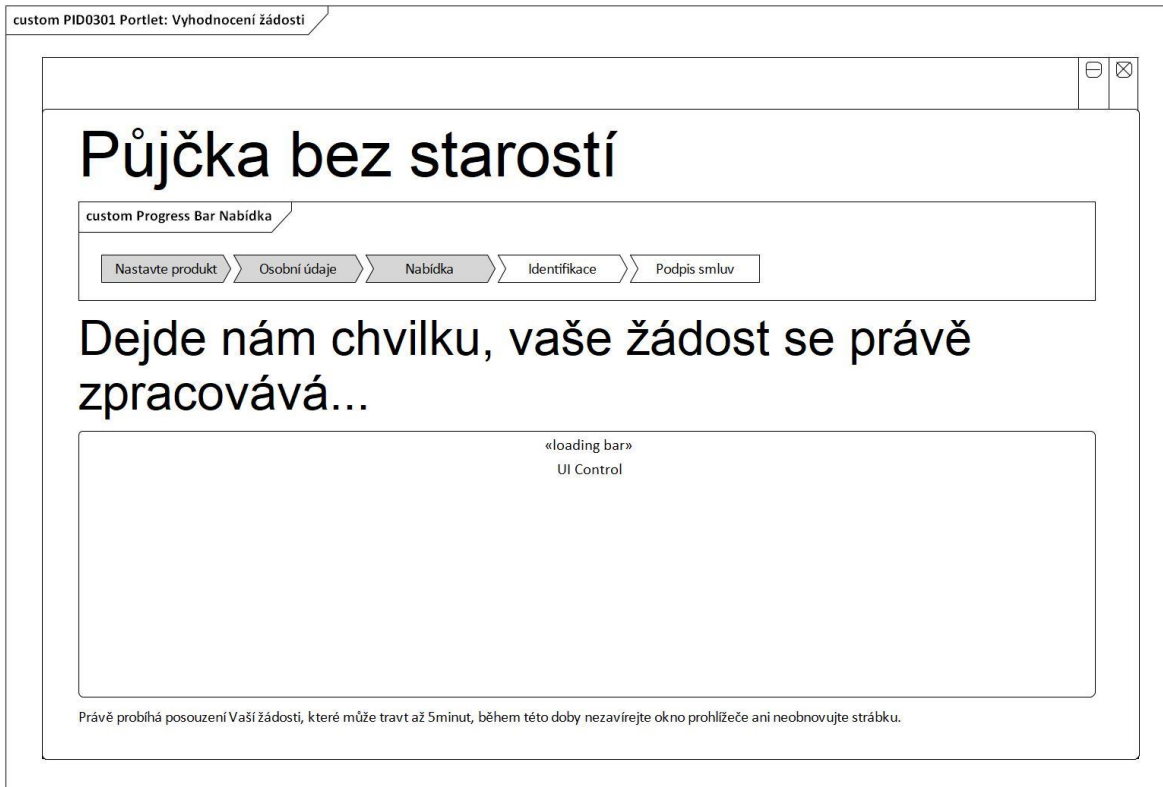 custom PID0301 Portlet: Vyhodnocení žádosti
Půjčka bez starostí
custom Progress Bar Nabídka
Nastavte produkt Osobní údaje Nabídka Identifikace Podpis smluv
Dejde nám chvilku, vaše žádost se právě
zpracovává...
«loading bar»
UI Control
Právě probíhá posouzení Vaší žádosti, které může travt až 5minut, během této doby nezavírejte okno prohlížeče ani neobnovujte strábku.